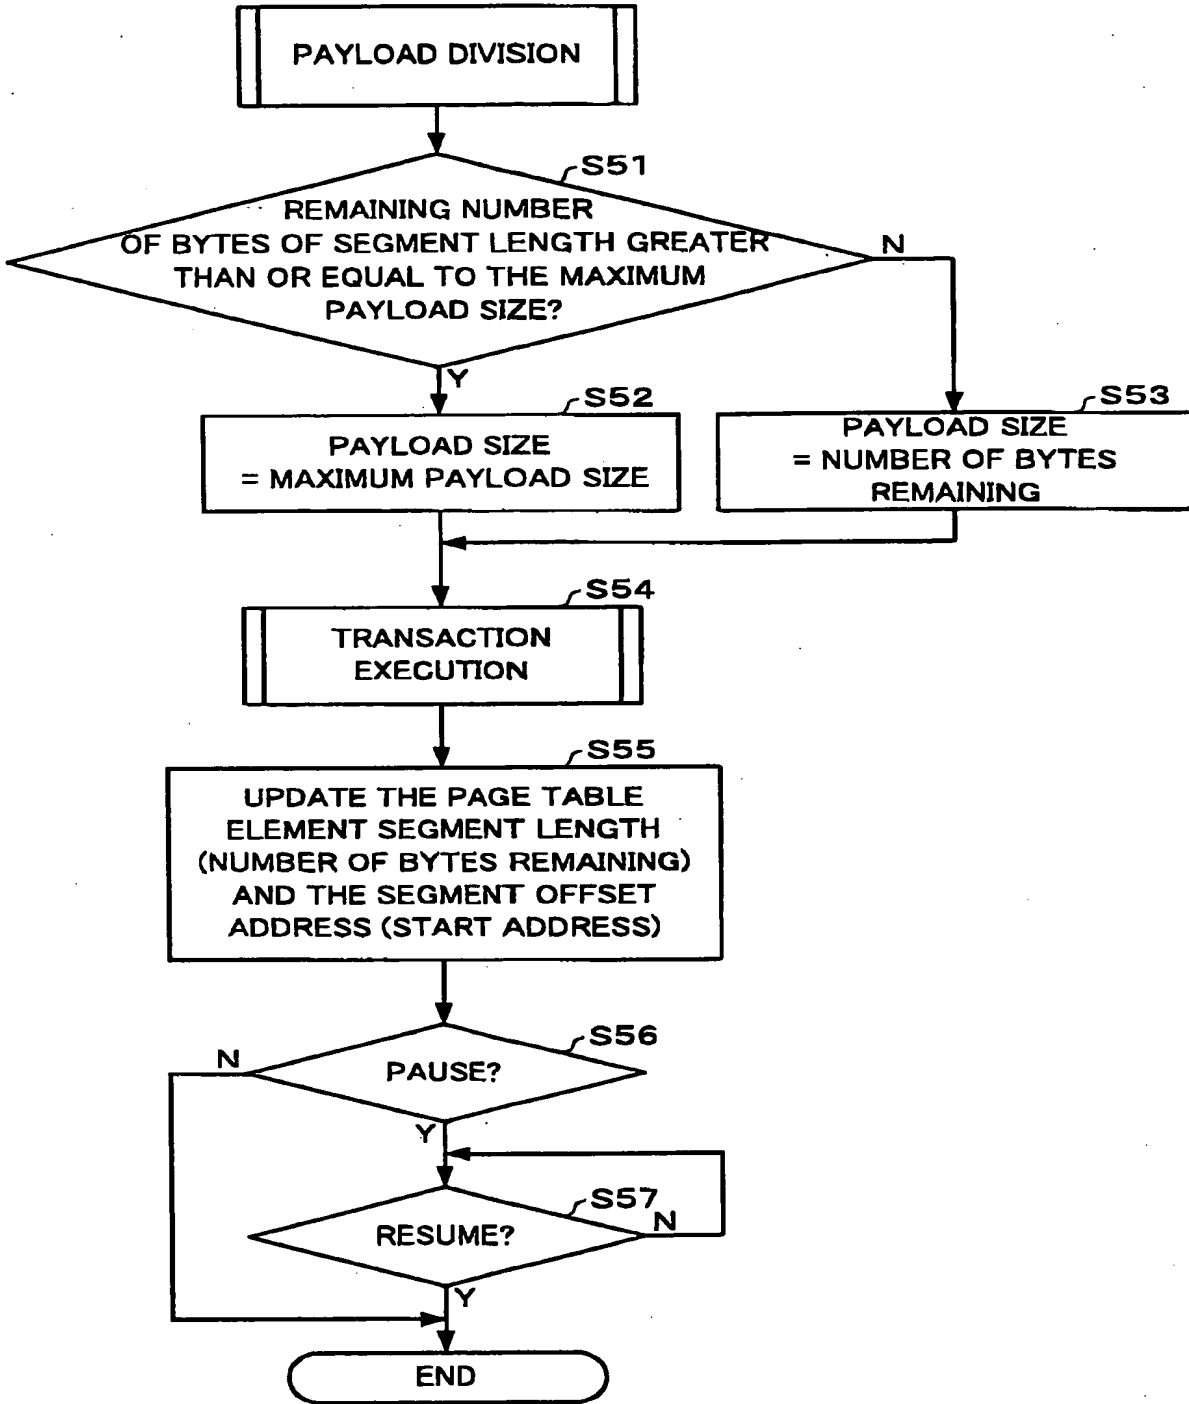 PAYLOAD DIVISION
S51
REMAINING NUMBER
OF BYTES OF SEGMENT LENGTH GREATER
THAN OR EQUAL TO THE MAXIMUM
PAYLOAD SIZE?
N
Y
S52
PAYLOAD SIZE
= MAXIMUM PAYLOAD SIZE
S53
PAYLOAD SIZE
= NUMBER OF BYTES
REMAINING
S54
TRANSACTION
EXECUTION
S55
UPDATE THE PAGE TABLE
ELEMENT SEGMENT LENGTH
(NUMBER OF BYTES REMAINING)
AND THE SEGMENT OFFSET
ADDRESS (START ADDRESS)
S56
N
PAUSE?
Y
S57
RESUME?
N
Y
END